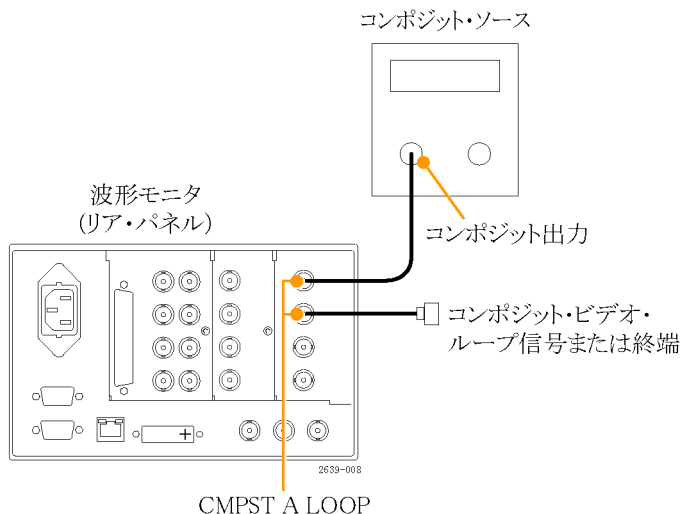 コンポジット・ソース
波形モニタ
(リア・パネル)
コンポジット出力
コンポジット・ビデオ・
ループ信号または終端
2639-008
CMPST A LOOP